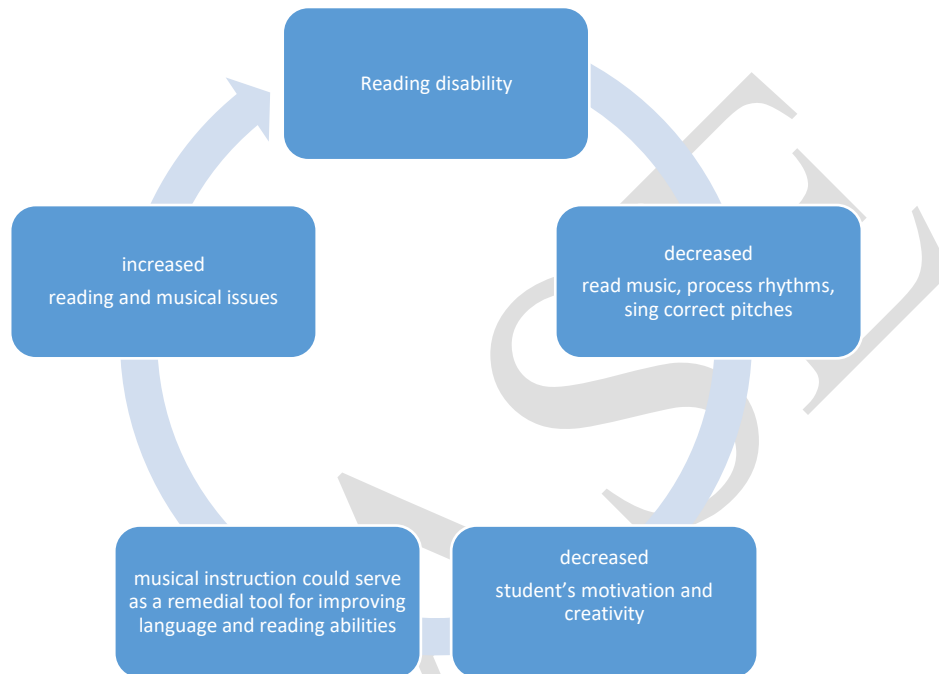 Reading disability
decreased
read music, process rhythms,
sing correct pitches
decreased
student’s motivation and
creativity
musical instruction could serve
as a remedial tool for improving
language and reading abilities
increased
reading and musical issues